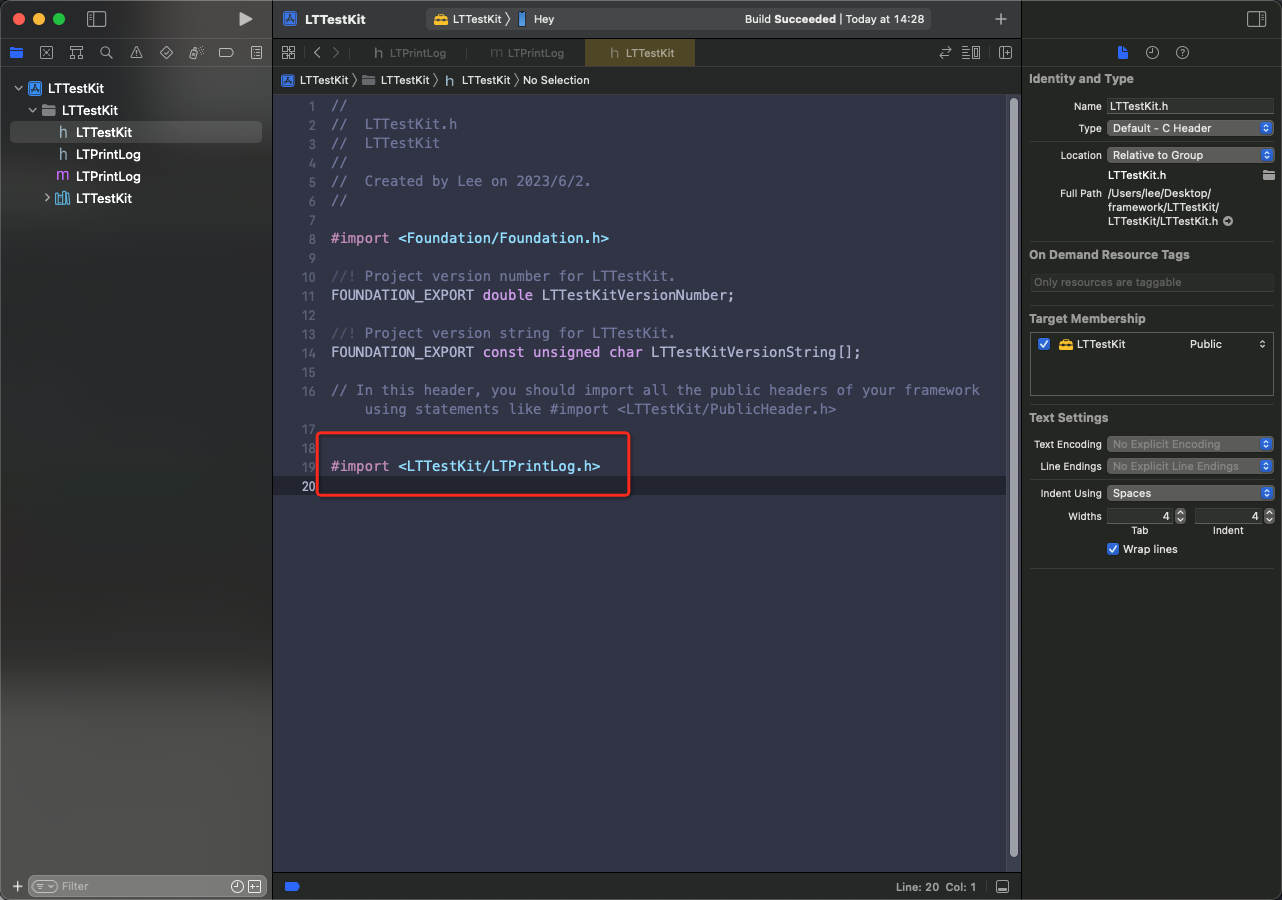 LTTestKit
LTTestKit
Hey
Build Succeeded | Today at 14:28
LTPrintLog
LTPrintLog
LTTestKit
LTTestKit
LTTestKit
LTTestKit
LTPrintLog
LTPrintLog
LTTestKit
LTTestKit
LTTestKit
h LTTestKit
No Selection
1 //
2 //  LTTestKit.h
3 //  LTTestKit
4 //
5 //  Created by Lee on 2023/6/2.
6 //
7
8 #import <Foundation/Foundation.h>
9
10 //! Project version number for LTTestKit.
11 FOUNDATION_EXPORT double LTTestKitVersionNumber;
12
13 //! Project version string for LTTestKit.
14 FOUNDATION_EXPORT const unsigned char LTTestKitVersionString[];
15
16 // In this header, you should import all the public headers of your framework
using statements like #import <LTTestKit/PublicHeader.h>
17
18
19 #import <LTTestKit/LTPrintLog.h>
20
Identity and Type
Name LTTestKit.h
Type Default - C Header
Location Relative to Group
LTTestKit.h
Full Path /Users/lee/Desktop/
framework/LTTestKit/
LTTestKit/LTTestKit.h
On Demand Resource Tags
Only resources are taggable
Target Membership
LTTestKit Public
Text Settings
Text Encoding No Explicit Encoding
Line Endings No Explicit Line Endings
Indent Using Spaces
Widths 4 4
Tab Indent
Wrap lines
Filter
Line: 20 Col: 1